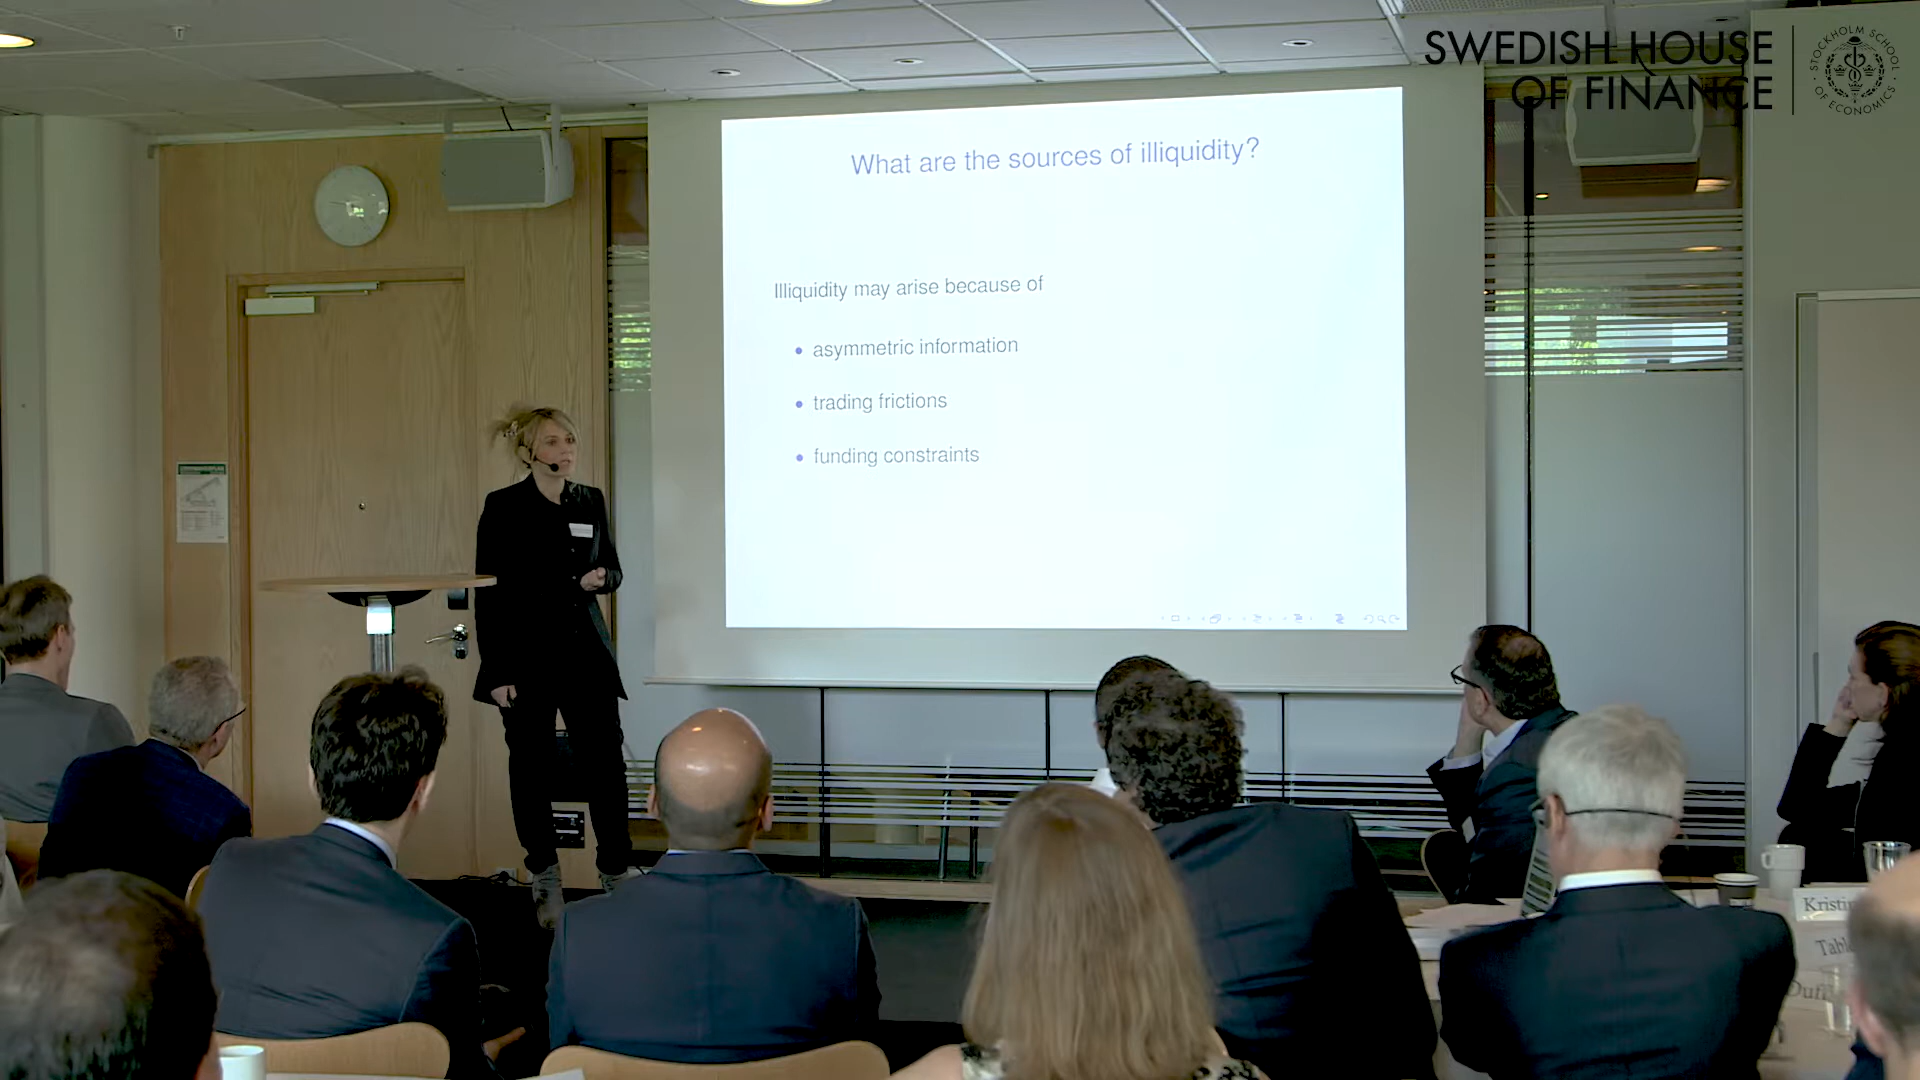 SWEDISH HOUSE
OF FINANCE
STOCKHOLM SCHOOL
OF ECONOMICS
What are the sources of illiquidity?
Illiquidity may arise because of
• asymmetric information
• trading frictions
• funding constraints